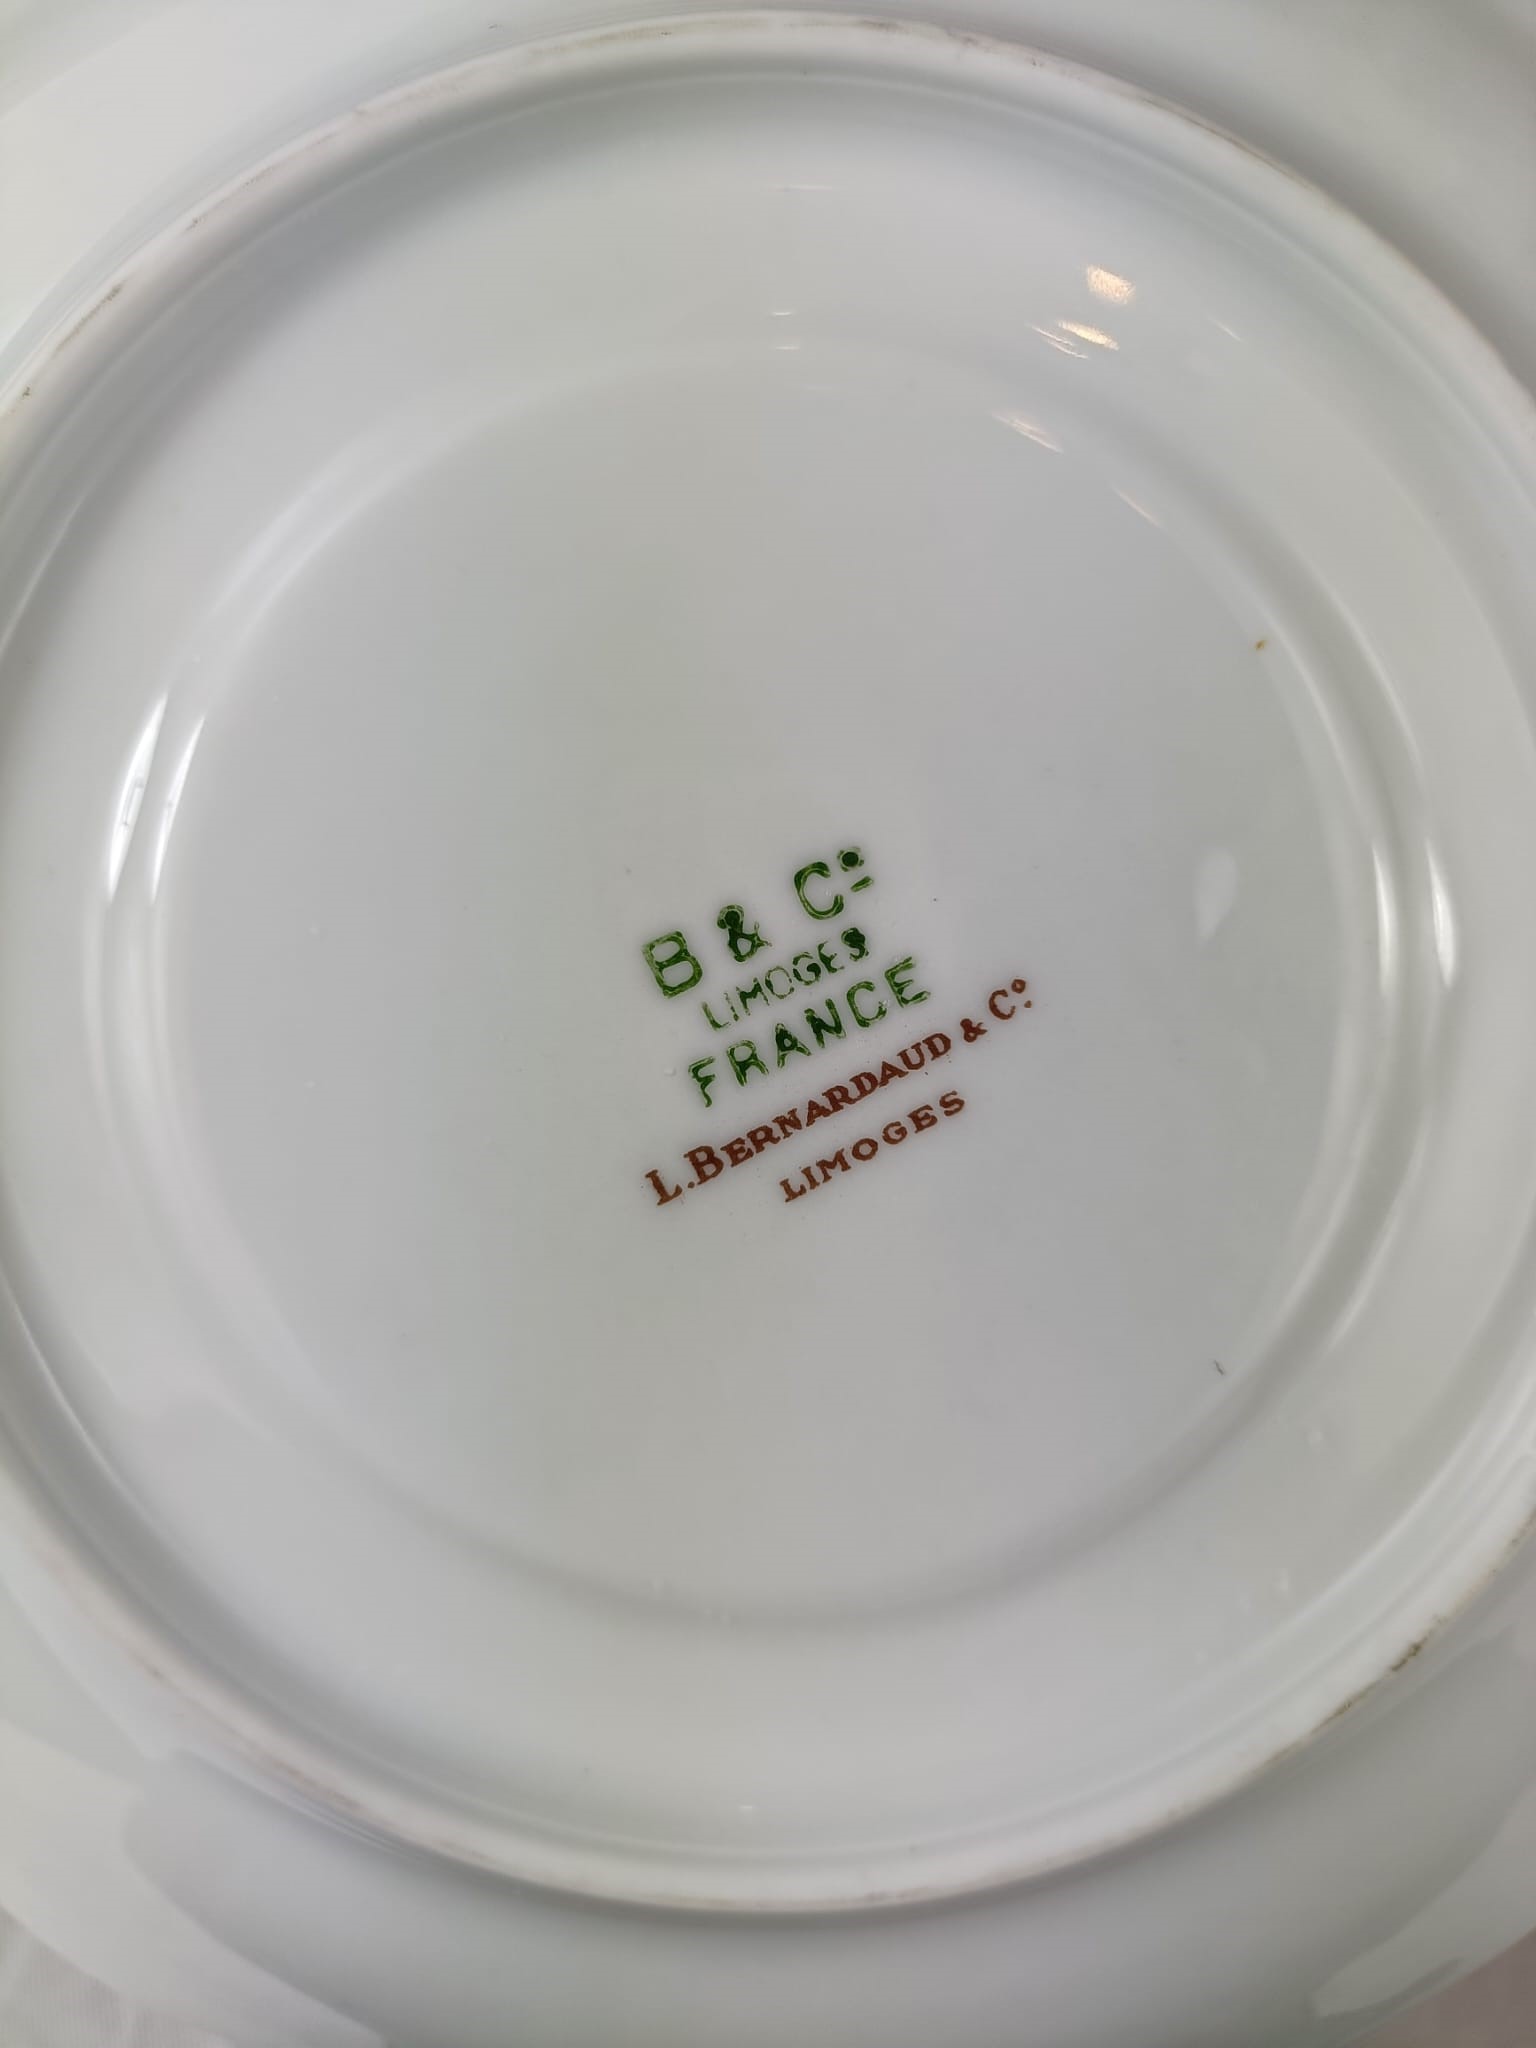 B & Cº
LIMOGES
FRANCE
L. BERNARDAUD & Cº
LIMOGES